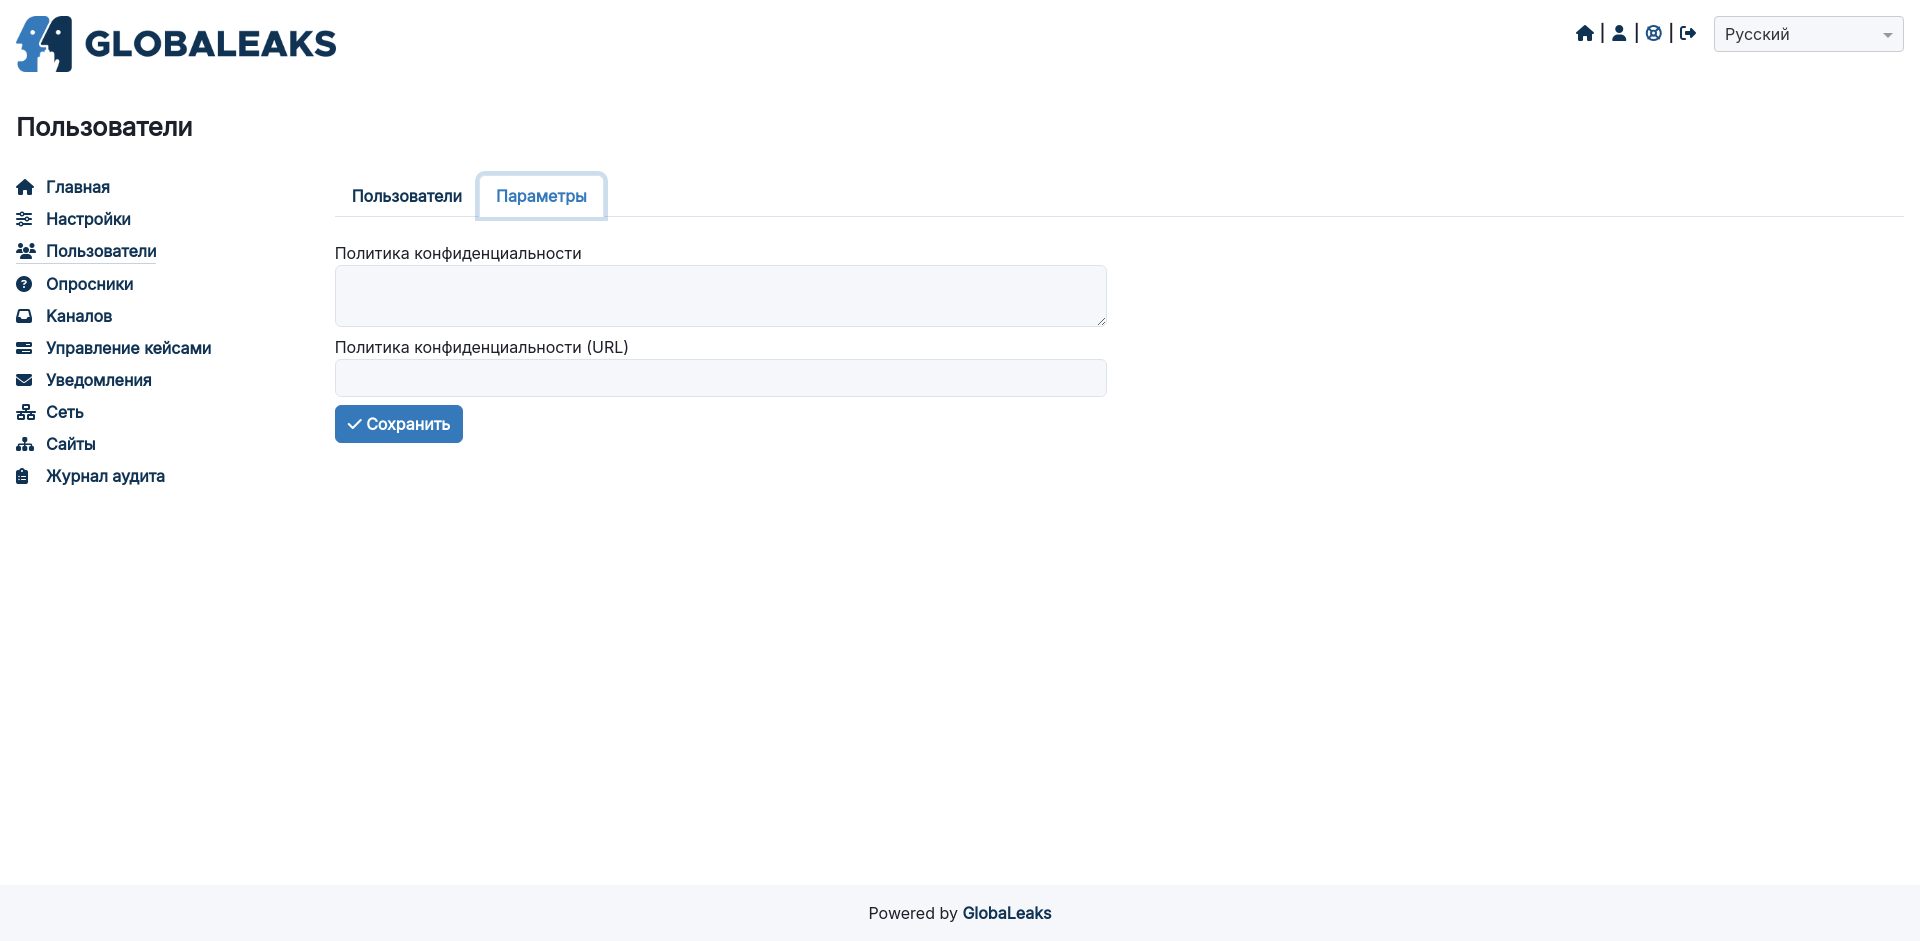 GLOBALEAKS
Русский
Пользователи
Главная
Настройки
Пользователи
Опросники
Каналов
Управление кейсами
Уведомления
Сеть
Сайты
Журнал аудита
Пользователи
Параметры
Политика конфиденциальности
Политика конфиденциальности (URL)
Сохранить
Powered by GlobaLeaks